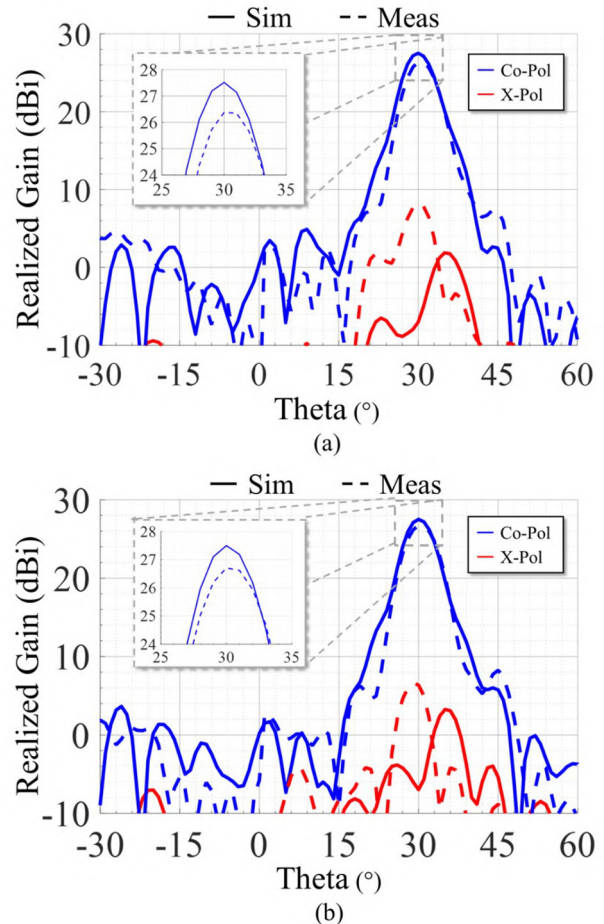 Sim Meas
30
20
10
0
-10
Realized Gain (dBi)
28
27
26
25
24
25 30 35
Co-Pol
X-Pol
-30 -15 0 15 30 45 60
Theta (°)
(a)
Sim Meas
30
20
10
0
-10
Realized Gain (dBi)
28
27
26
25
24
25 30 35
Co-Pol
X-Pol
-30 -15 0 15 30 45 60
Theta (°)
(b)